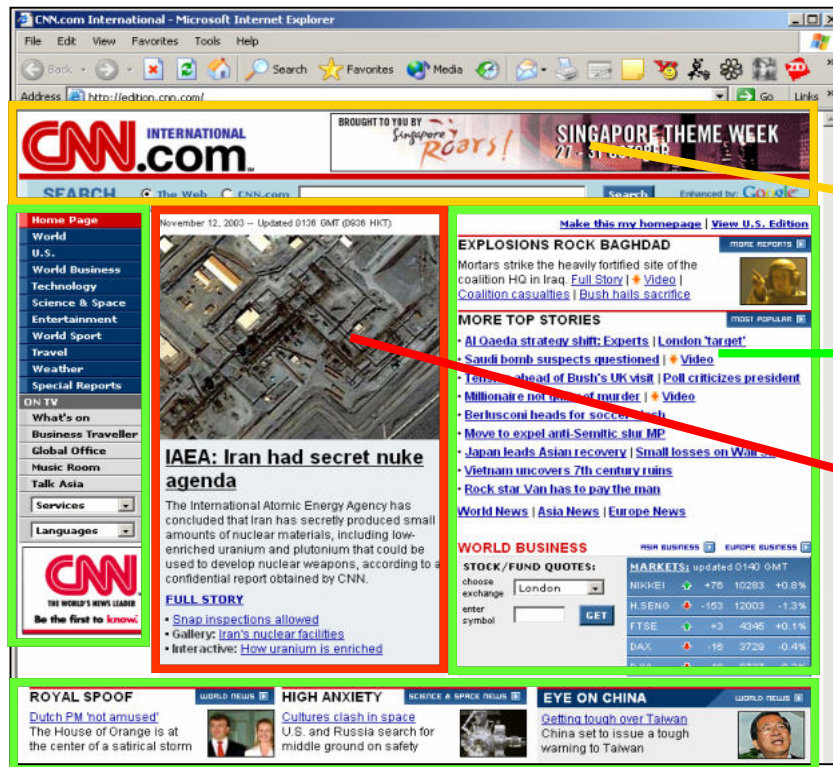 CNN.com International - Microsoft Internet Explorer
File Edit View Favorites Tools Help
Back Search Favorites Media
Address http://edition.cnn.com/ Go Links
CNN INTERNATIONAL .com
BROUGHT TO YOU BY Singapore Roars! SINGAPORE THEME WEEK
27 - 31 OCTOBER
SEARCH The Web CNN.com Search Enhanced by: Google
Home Page
World
U.S.
World Business
Technology
Science & Space
Entertainment
World Sport
Travel
Weather
Special Reports
ON TV
What's on
Business Traveller
Global Office
Music Room
Talk Asia
Services
Languages
CNN
THE WORLD'S NEWS LEADER
Be the first to know.
November 12, 2003 -- Updated 0136 GMT (0936 HKT)
IAEA: Iran had secret nuke
agenda
The International Atomic Energy Agency has
concluded that Iran has secretly produced small
amounts of nuclear materials, including low-
enriched uranium and plutonium that could be
used to develop nuclear weapons, according to a
confidential report obtained by CNN.
FULL STORY
• Snap inspections allowed
• Gallery: Iran's nuclear facilities
• Interactive: How uranium is enriched
Make this my homepage | View U.S. Edition
EXPLOSIONS ROCK BAGHDAD MORE REPORTS
Mortars strike the heavily fortified site of the
coalition HQ in Iraq. Full Story | Video |
Coalition casualties | Bush hails sacrifice
MORE TOP STORIES MOST POPULAR
• Al Qaeda strategy shift: Experts | London 'target'
• Saudi bomb suspects questioned | Video
• ahead of Bush's UK visit | Poll criticizes president
• Millionaire not of murder | Video
• Berlusconi heads for soccer
• Move to expel anti-Semitic slur MP
• Japan leads Asian recovery | Small losses on Wall
• Vietnam uncovers 7th century ruins
• Rock star Van has to pay the man
World News | Asia News | Europe News
WORLD BUSINESS ASIA BUSINESS EUROPE BUSINESS
STOCK/FUND QUOTES:
choose
exchange London
enter
symbol GET
MARKETS: updated 0140 GMT
NIKKEI +76 10283 +0.8%
H.SENG -153 12003 -1.3%
FTSE +3 4345 +0.1%
DAX -16 3729 -0.4%
ROYAL SPOOF WORLD NEWS
Dutch PM 'not amused'
The House of Orange is at
the center of a satirical storm
HIGH ANXIETY SCIENCE & SPACE NEWS
Cultures clash in space
U.S. and Russia search for
middle ground on safety
EYE ON CHINA WORLD NEWS
Getting tough over Taiwan
China set to issue a tough
warning to Taiwan